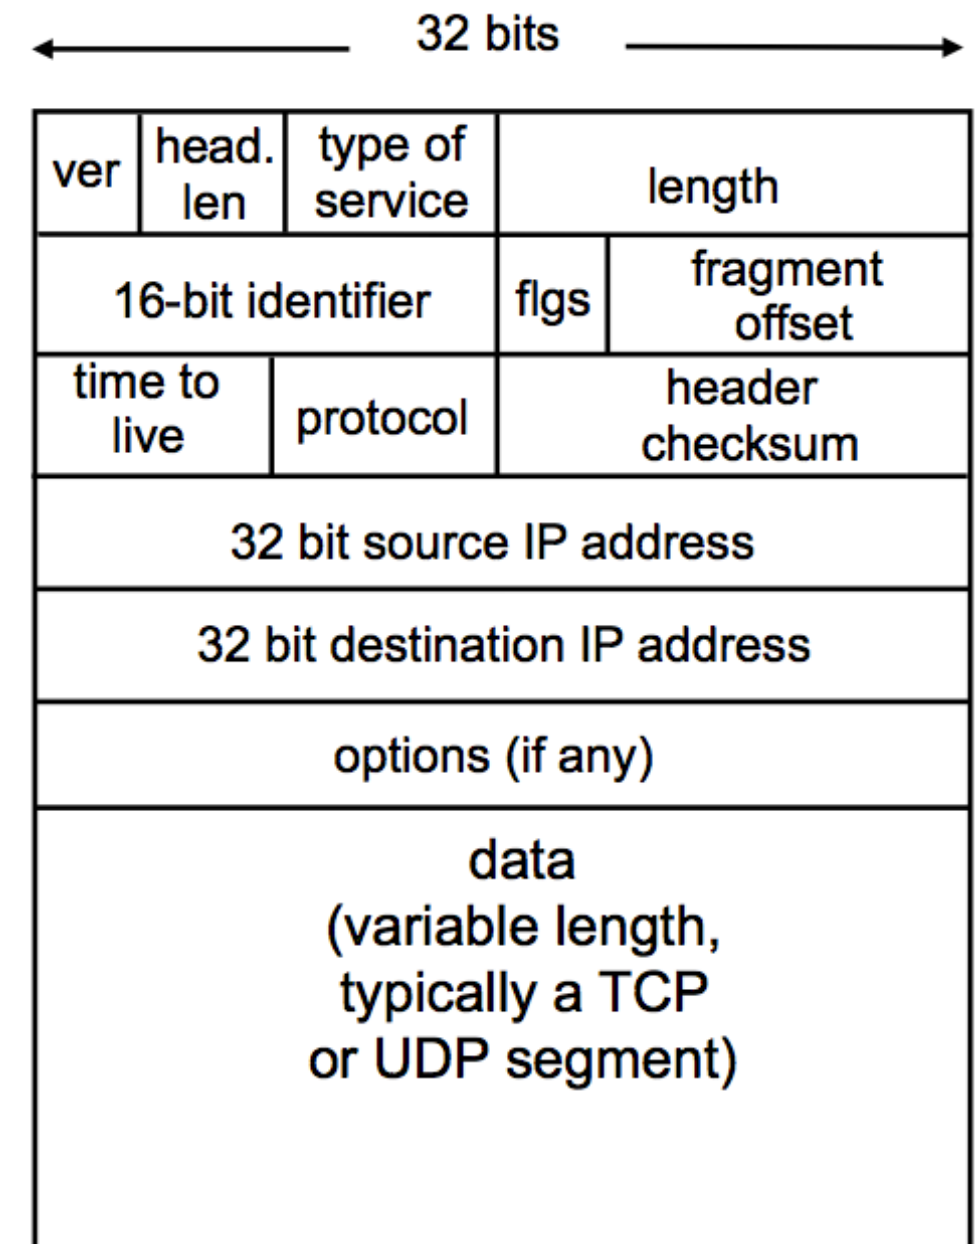 32 bits
ver
head.
len
type of
service
length
16-bit identifier
flgs
fragment
offset
time to
live
protocol
header
checksum
32 bit source IP address
32 bit destination IP address
options (if any)
data
(variable length,
typically a TCP
or UDP segment)